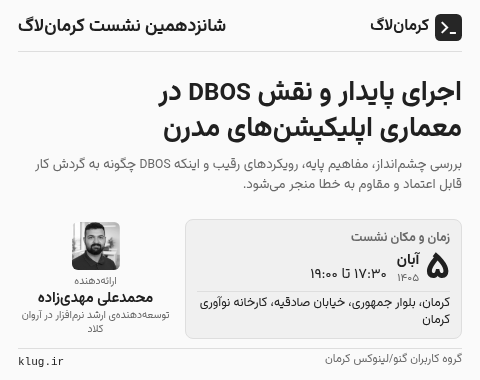 کرمان‌لاگ
شانزدهمین نشست کرمان‌لاگ
اجرای پایدار و نقش DBOS در
معماری اپلیکیشن‌های مدرن
بررسی چشم‌انداز، مفاهیم پایه، رویکردهای رقیب و اینکه DBOS چگونه به گردش کار
قابل اعتماد و مقاوم به خطا منجر می‌شود.
زمان و مکان نشست
۵ آبان
۱۴۰۵
۱۷:۳۰ تا ۱۹:۰۰
کرمان، بلوار جمهوری، خیابان صادقیه، کارخانه نوآوری
کرمان
ارائه‌دهنده
محمدعلی مهدی‌زاده
توسعه‌دهنده‌ی ارشد نرم‌افزار در آروان
کلاد
گروه کاربران گنو/لینوکس کرمان
klug.ir